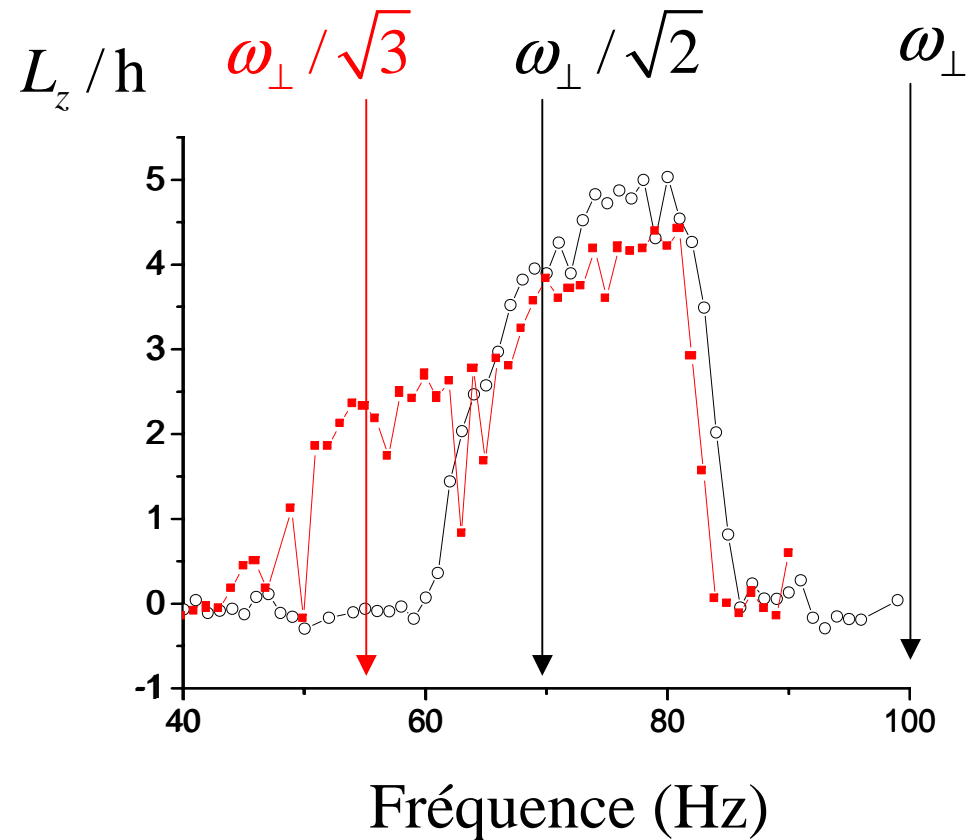 L_z / h
ω_⊥ / √3
ω_⊥ / √2
ω_⊥
5
4
3
2
1
0
-1
40 60 80 100
Fréquence (Hz)